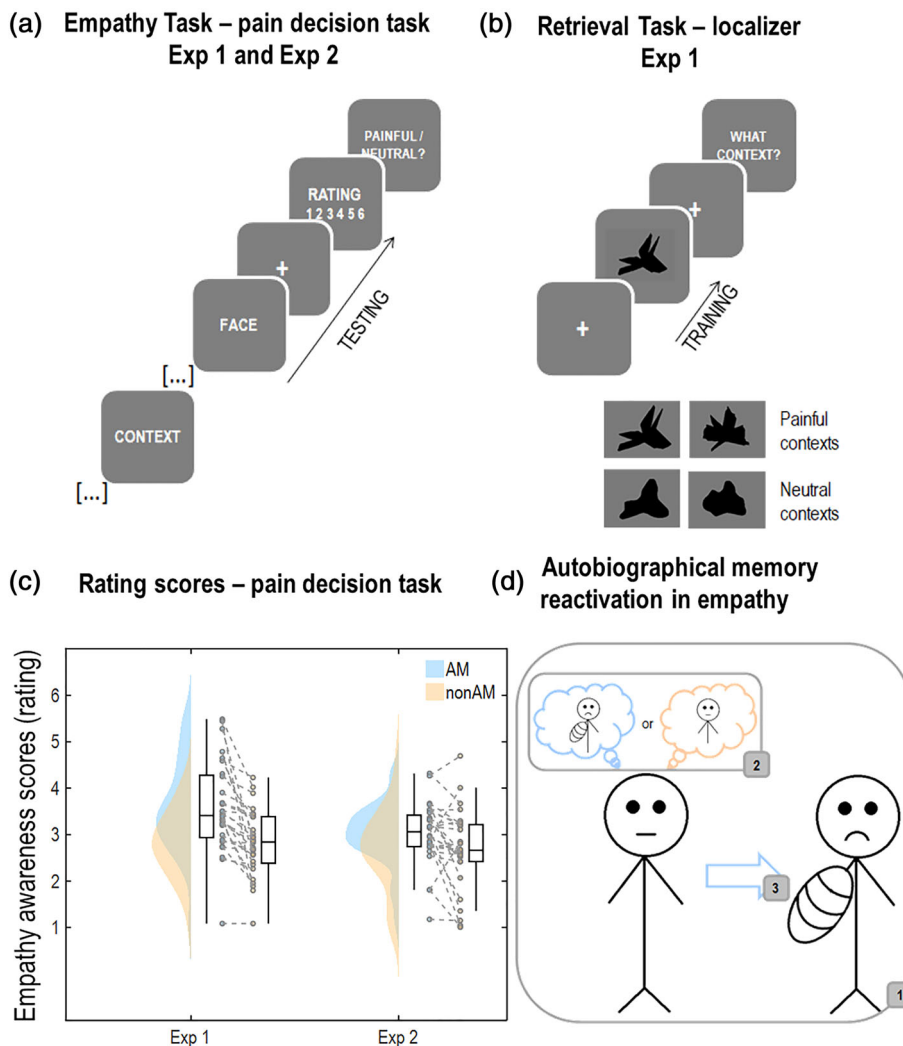 (a) Empathy Task – pain decision task
Exp 1 and Exp 2
PAINFUL /
NEUTRAL?
RATING
1 2 3 4 5 6
+
FACE
TESTING
[...]
CONTEXT
[...]
(b) Retrieval Task – localizer
Exp 1
WHAT
CONTEXT?
+
+
TRAINING
Painful
contexts
Neutral
contexts
(c) Rating scores – pain decision task
AM
nonAM
Empathy awareness scores (rating)
6
5
4
3
2
1
Exp 1
Exp 2
(d) Autobiographical memory
reactivation in empathy
or
2
3
1